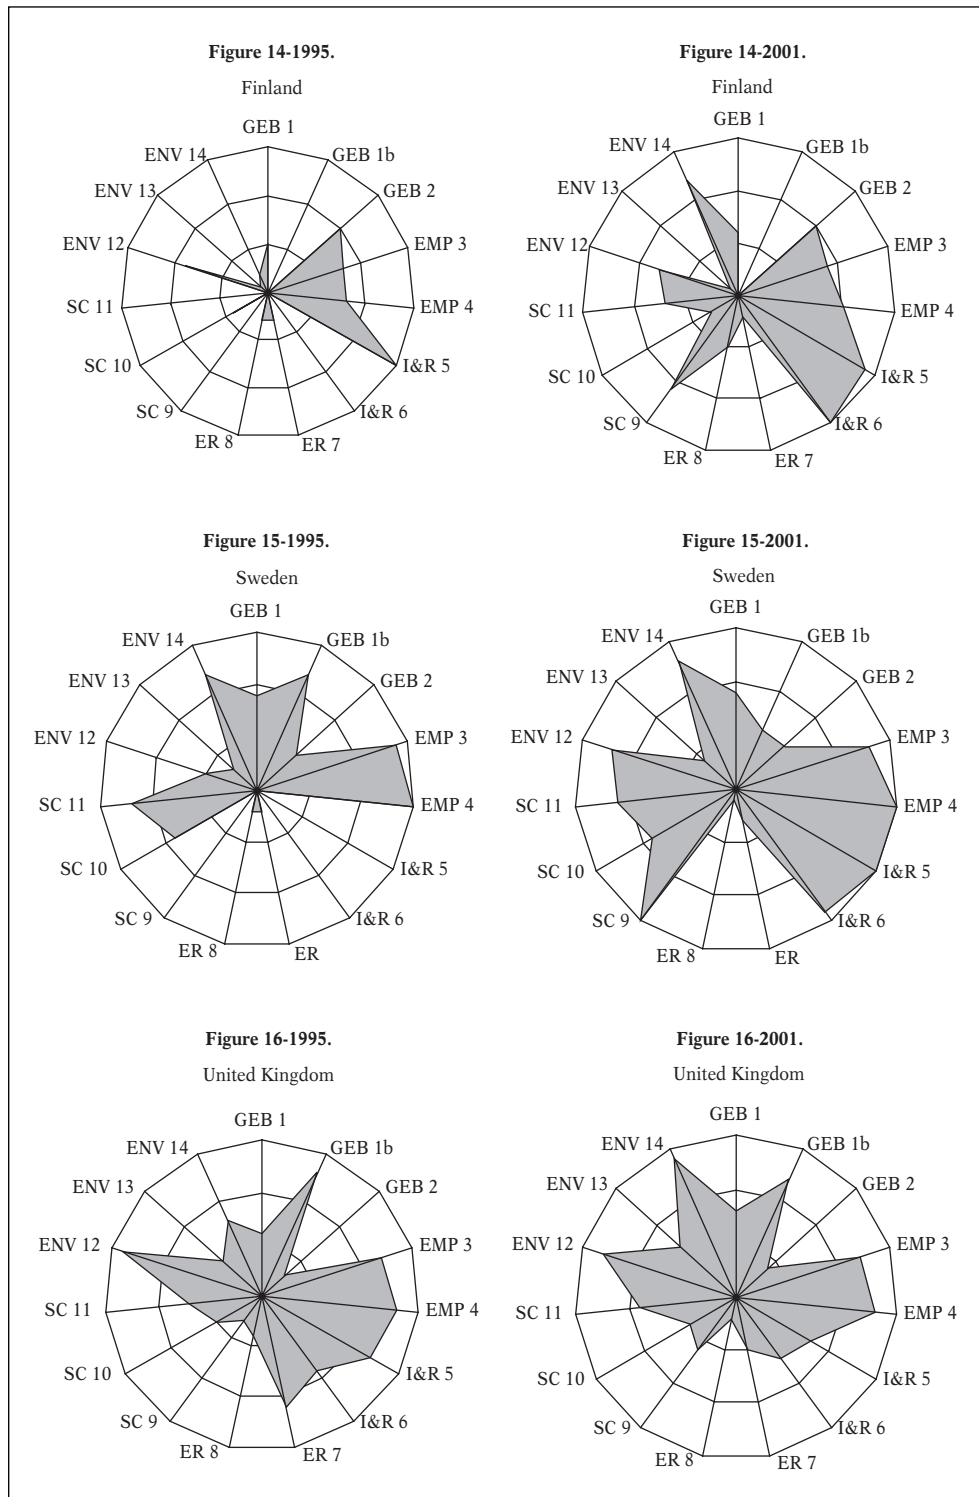 Figure 14-1995.
Finland
GEB 1
GEB 1b
GEB 2
EMP 3
EMP 4
I&R 5
I&R 6
ER 7
ER 8
SC 9
SC 10
SC 11
ENV 12
ENV 13
ENV 14
Figure 14-2001.
Finland
GEB 1
GEB 1b
GEB 2
EMP 3
EMP 4
I&R 5
I&R 6
ER 7
ER 8
SC 9
SC 10
SC 11
ENV 12
ENV 13
ENV 14
Figure 15-1995.
Sweden
GEB 1
GEB 1b
GEB 2
EMP 3
EMP 4
I&R 5
I&R 6
ER
ER 8
SC 9
SC 10
SC 11
ENV 12
ENV 13
ENV 14
Figure 15-2001.
Sweden
GEB 1
GEB 1b
GEB 2
EMP 3
EMP 4
I&R 5
I&R 6
ER
ER 8
SC 9
SC 10
SC 11
ENV 12
ENV 13
ENV 14
Figure 16-1995.
United Kingdom
GEB 1
GEB 1b
GEB 2
EMP 3
EMP 4
I&R 5
I&R 6
ER 7
ER 8
SC 9
SC 10
SC 11
ENV 12
ENV 13
ENV 14
Figure 16-2001.
United Kingdom
GEB 1
GEB 1b
GEB 2
EMP 3
EMP 4
I&R 5
I&R 6
ER 7
ER 8
SC 9
SC 10
SC 11
ENV 12
ENV 13
ENV 14